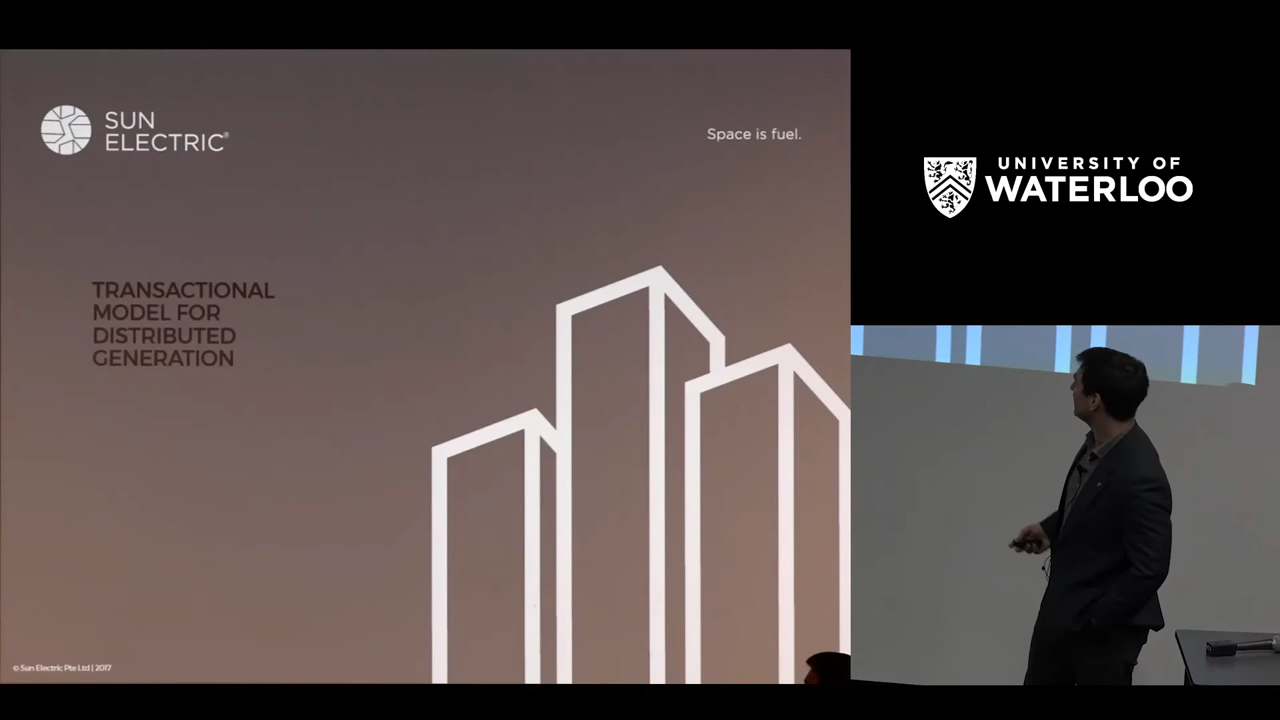 SUN
ELECTRIC®
Space is fuel.
TRANSACTIONAL
MODEL FOR
DISTRIBUTED
GENERATION
© Sun Electric Pte Ltd | 2017
UNIVERSITY OF
WATERLOO